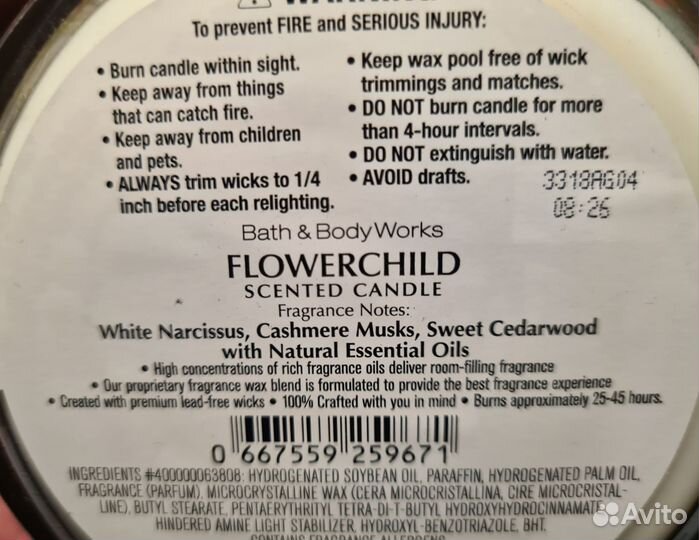 To prevent FIRE and SERIOUS INJURY:
• Burn candle within sight.
• Keep away from things
that can catch fire.
• Keep away from children
and pets.
• ALWAYS trim wicks to 1/4
inch before each relighting.
• Keep wax pool free of wick
trimmings and matches.
• DO NOT burn candle for more
than 4-hour intervals.
• DO NOT extinguish with water.
• AVOID drafts.
3318AG04
08:26
Bath & Body Works
FLOWERCHILD
SCENTED CANDLE
Fragrance Notes:
White Narcissus, Cashmere Musks, Sweet Cedarwood
with Natural Essential Oils
• High concentrations of rich fragrance oils deliver room-filling fragrance
• Our proprietary fragrance wax blend is formulated to provide the best fragrance experience
• Created with premium lead-free wicks • 100% Crafted with you in mind • Burns approximately 25-45 hours.
0 667559 259671
INGREDIENTS #400000063808: HYDROGENATED SOYBEAN OIL, PARAFFIN, HYDROGENATED PALM OIL,
FRAGRANCE (PARFUM), MICROCRYSTALLINE WAX (CERA MICROCRISTALLINA, CIRE MICROCRISTAL-
LINE), BUTYL STEARATE, PENTAERYTHRITYL TETRA-DI-T-BUTYL HYDROXYHYDROCINNAMATE,
HINDERED AMINE LIGHT STABILIZER, HYDROXYL-BENZOTRIAZOLE, BHT.
CONTAINS FRAGRANCE ALLERGENS
Avito